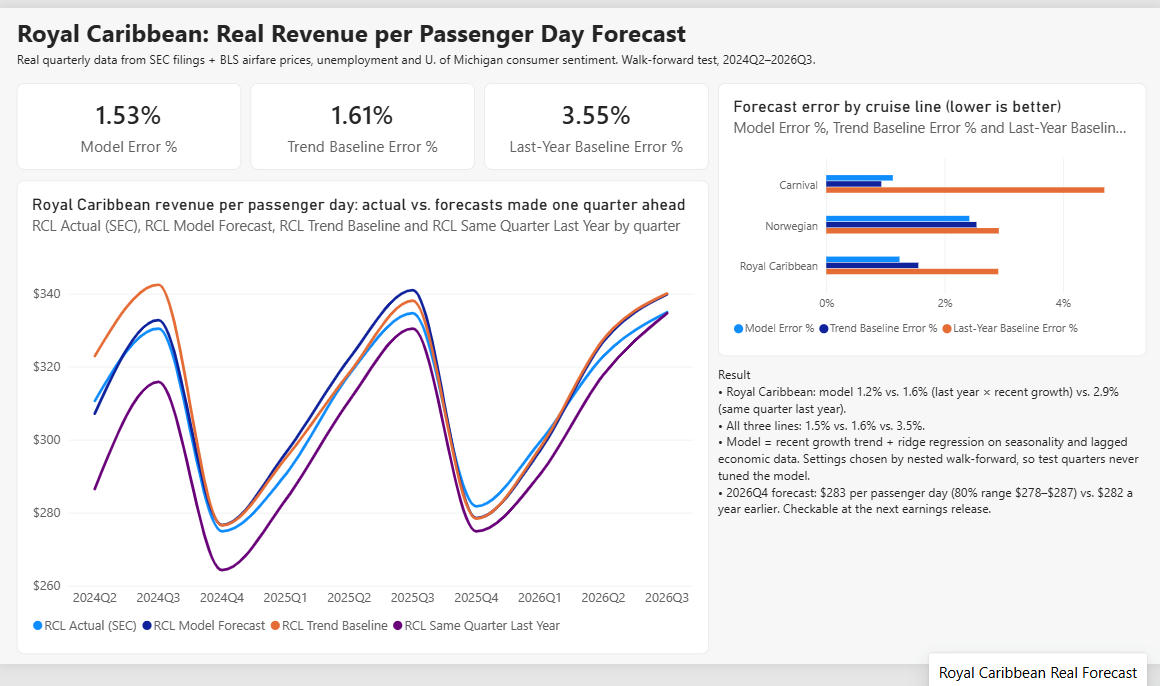 Royal Caribbean: Real Revenue per Passenger Day Forecast
Real quarterly data from SEC filings + BLS airfare prices, unemployment and U. of Michigan consumer sentiment. Walk-forward test, 2024Q2–2026Q3.
1.53%
Model Error %
1.61%
Trend Baseline Error %
3.55%
Last-Year Baseline Error %
Royal Caribbean revenue per passenger day: actual vs. forecasts made one quarter ahead
RCL Actual (SEC), RCL Model Forecast, RCL Trend Baseline and RCL Same Quarter Last Year by quarter
$340
$320
$300
$280
$260
2024Q2 2024Q3 2024Q4 2025Q1 2025Q2 2025Q3 2025Q4 2026Q1 2026Q2 2026Q3
RCL Actual (SEC) RCL Model Forecast RCL Trend Baseline RCL Same Quarter Last Year
Forecast error by cruise line (lower is better)
Model Error %, Trend Baseline Error % and Last-Year Baselin...
Carnival
Norwegian
Royal Caribbean
0% 2% 4%
Model Error % Trend Baseline Error % Last-Year Baseline Error %
Result
• Royal Caribbean: model 1.2% vs. 1.6% (last year × recent growth) vs. 2.9%
(same quarter last year).
• All three lines: 1.5% vs. 1.6% vs. 3.5%.
• Model = recent growth trend + ridge regression on seasonality and lagged
economic data. Settings chosen by nested walk-forward, so test quarters never
tuned the model.
• 2026Q4 forecast: $283 per passenger day (80% range $278–$287) vs. $282 a
year earlier. Checkable at the next earnings release.
Royal Caribbean Real Forecast